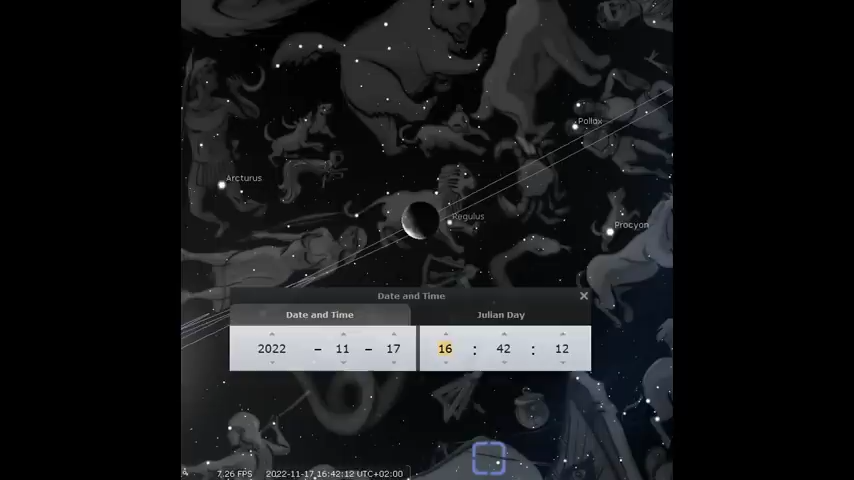 Pollux
Arcturus
Regulus
Procyon
Date and Time
Date and Time
Julian Day
2022 - 11 - 17
16 : 42 : 12
7.26 FPS
2022-11-17 16:42:12 UTC+02:00